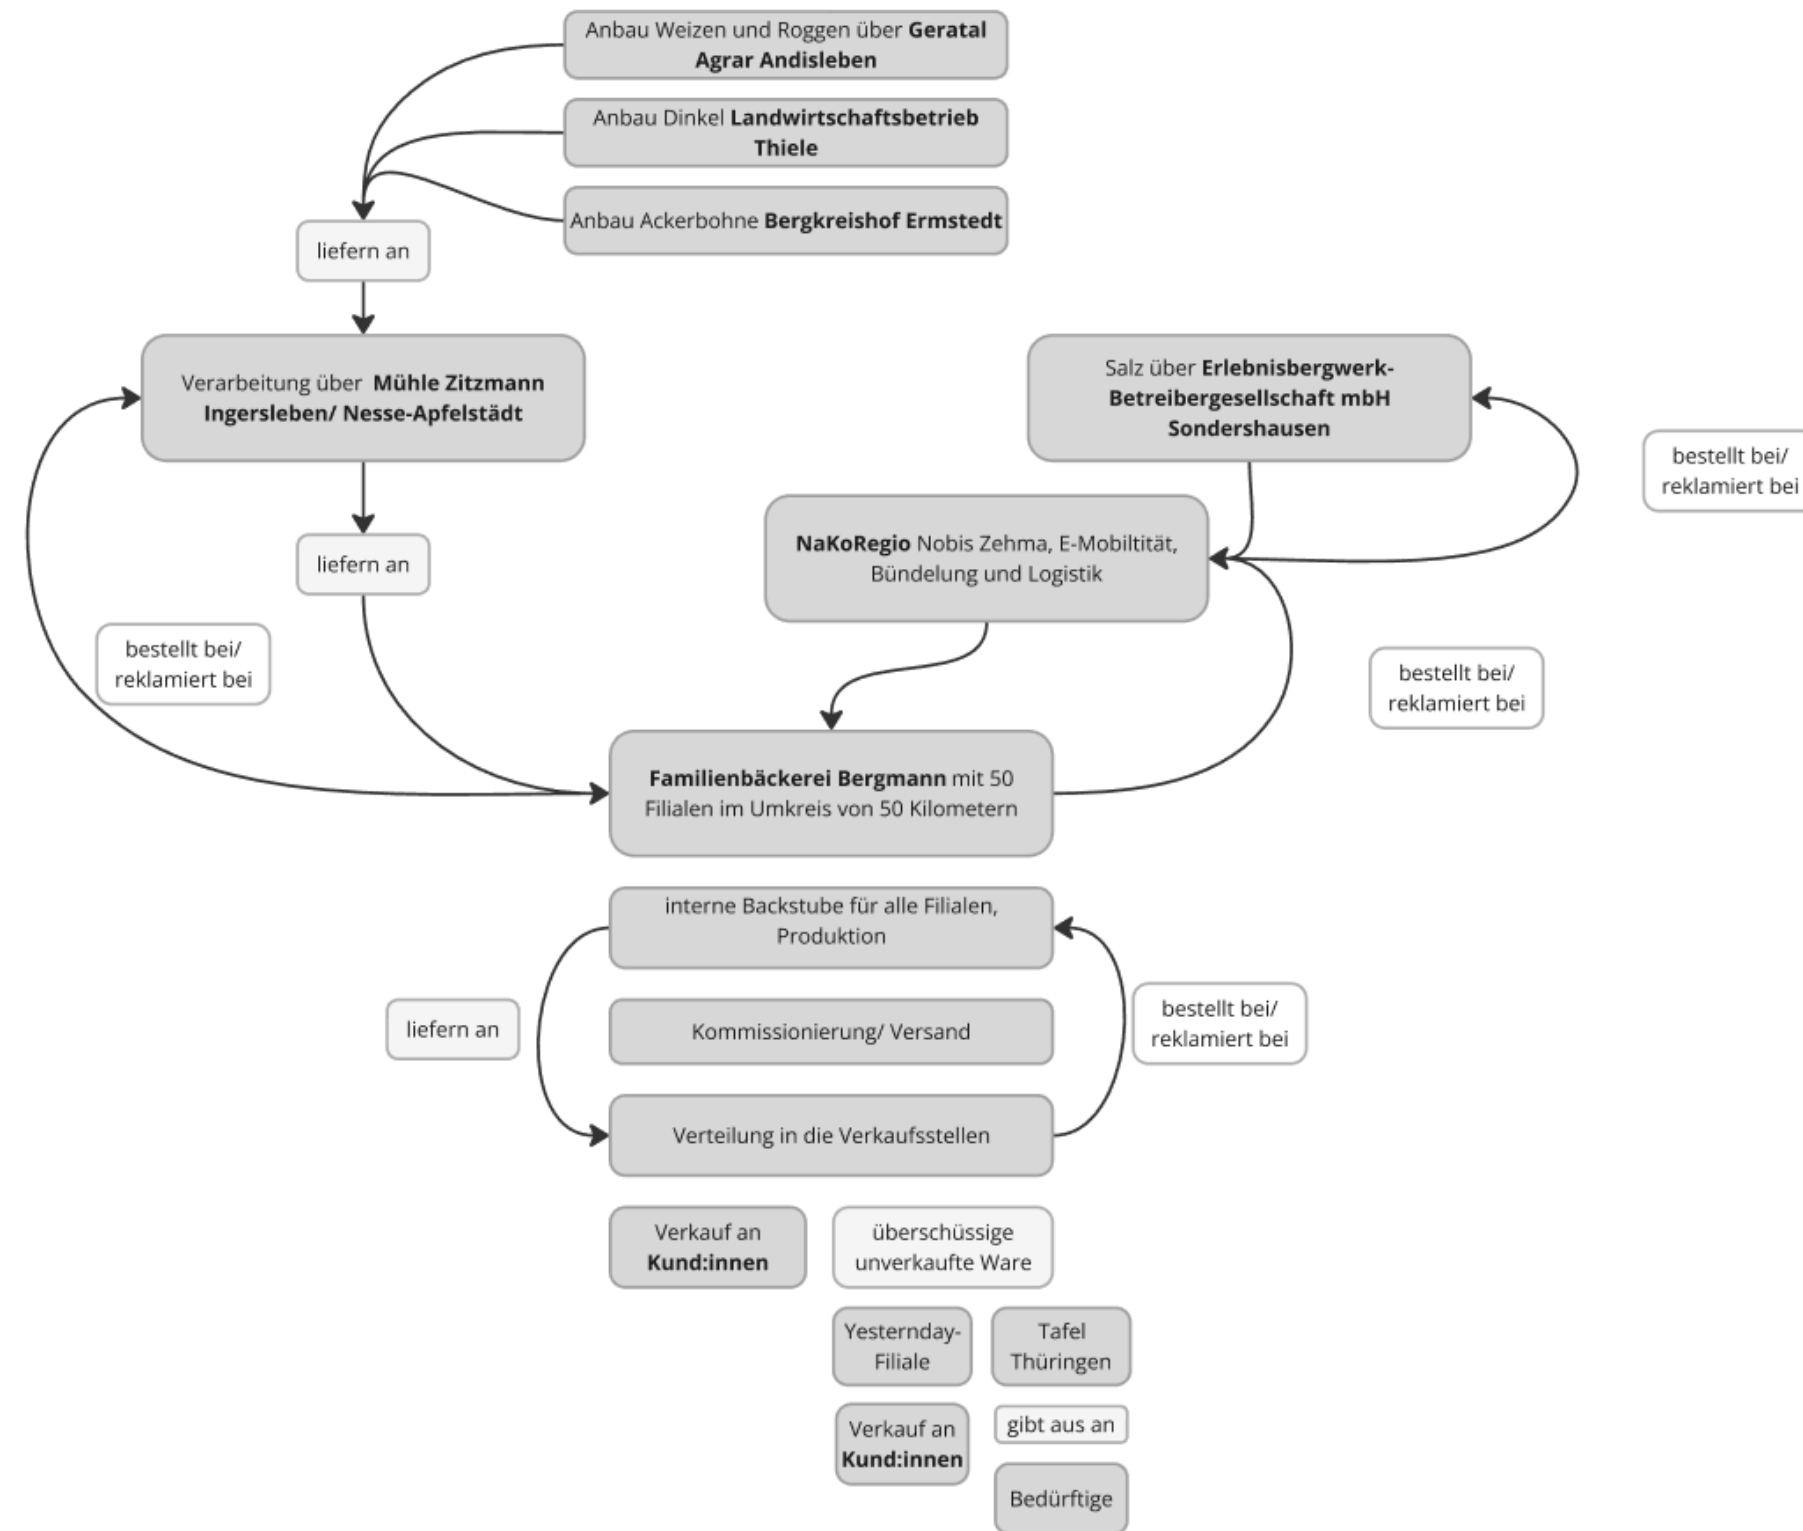 Anbau Weizen und Roggen über Geratal
Agrar Andisleben
Anbau Dinkel Landwirtschaftsbetrieb
Thiele
Anbau Ackerbohne Bergkreishof Ermstedt
liefern an
Verarbeitung über Mühle Zitzmann
Ingersleben/ Nesse-Apfelstädt
Salz über Erlebnisbergwerk-
Betreibergesellschaft mbH
Sondershausen
bestellt bei/
reklamiert bei
NaKoRegio Nobis Zehma, E-Mobiltität,
Bündelung und Logistik
liefern an
bestellt bei/
reklamiert bei
bestellt bei/
reklamiert bei
Familienbäckerei Bergmann mit 50
Filialen im Umkreis von 50 Kilometern
interne Backstube für alle Filialen,
Produktion
liefern an
Kommissionierung/ Versand
bestellt bei/
reklamiert bei
Verteilung in die Verkaufsstellen
Verkauf an
Kund:innen
überschüssige
unverkaufte Ware
Yesternday-
Filiale
Tafel
Thüringen
Verkauf an
Kund:innen
gibt aus an
Bedürftige